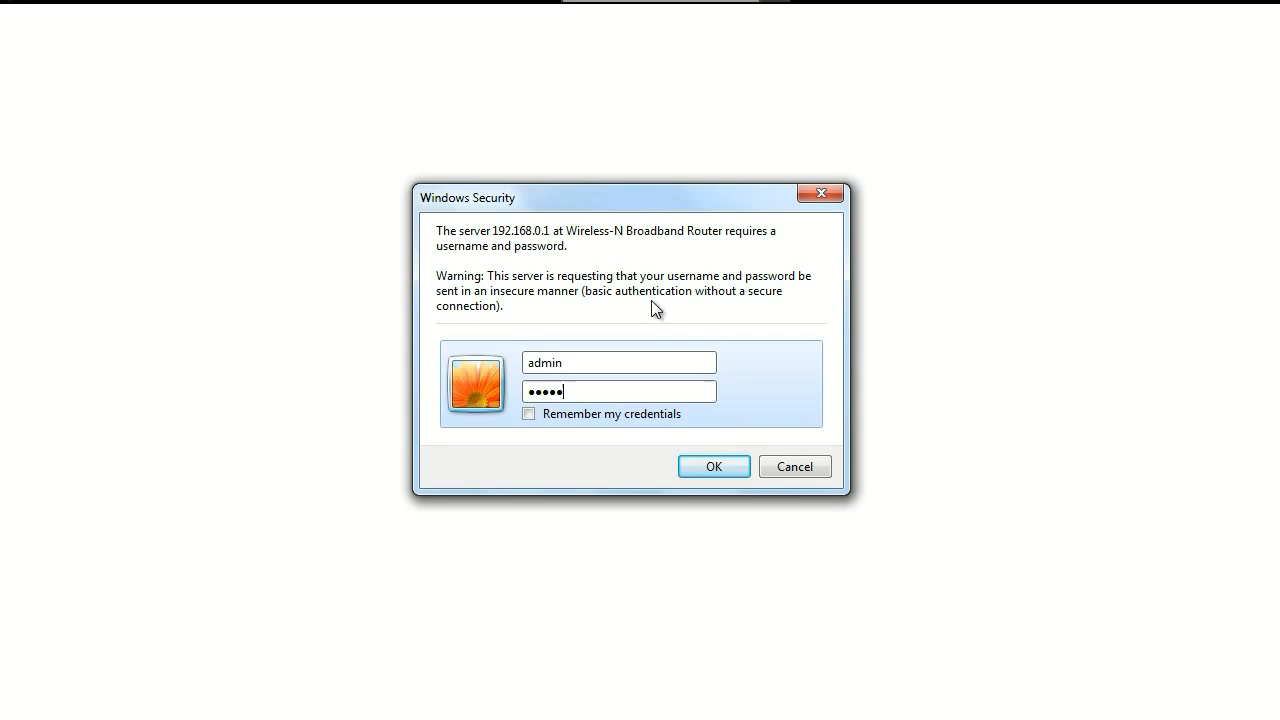 Windows Security
The server 192.168.0.1 at Wireless-N Broadband Router requires a
username and password.
Warning: This server is requesting that your username and password be
sent in an insecure manner (basic authentication without a secure
connection).
admin
•••••
Remember my credentials
OK
Cancel